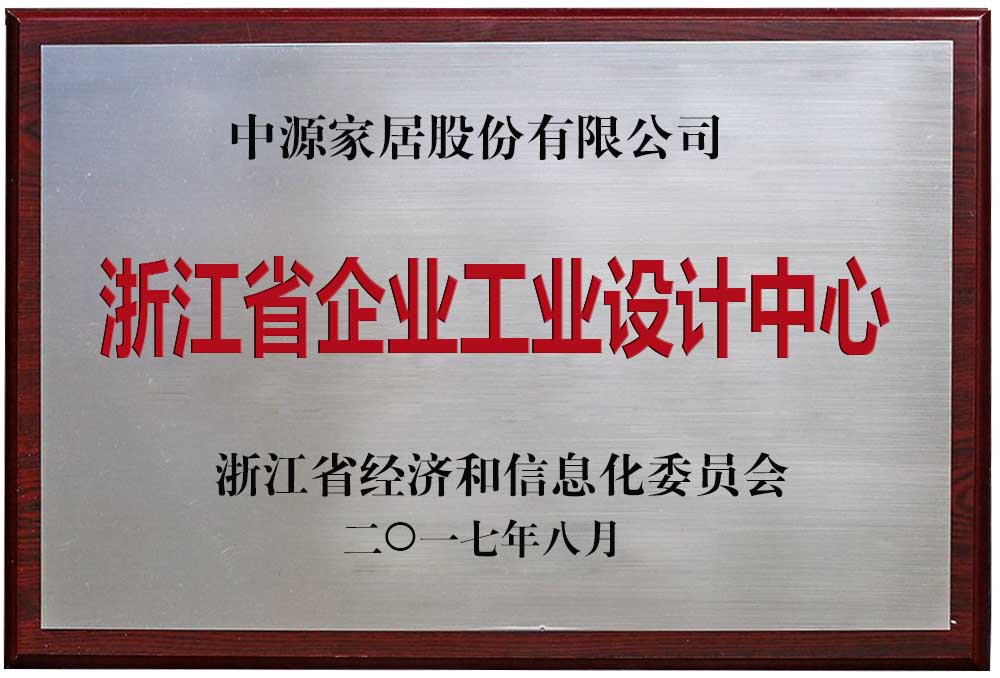 中源家居股份有限公司
浙江省企业工业设计中心
浙江省经济和信息化委员会
二〇一七年八月